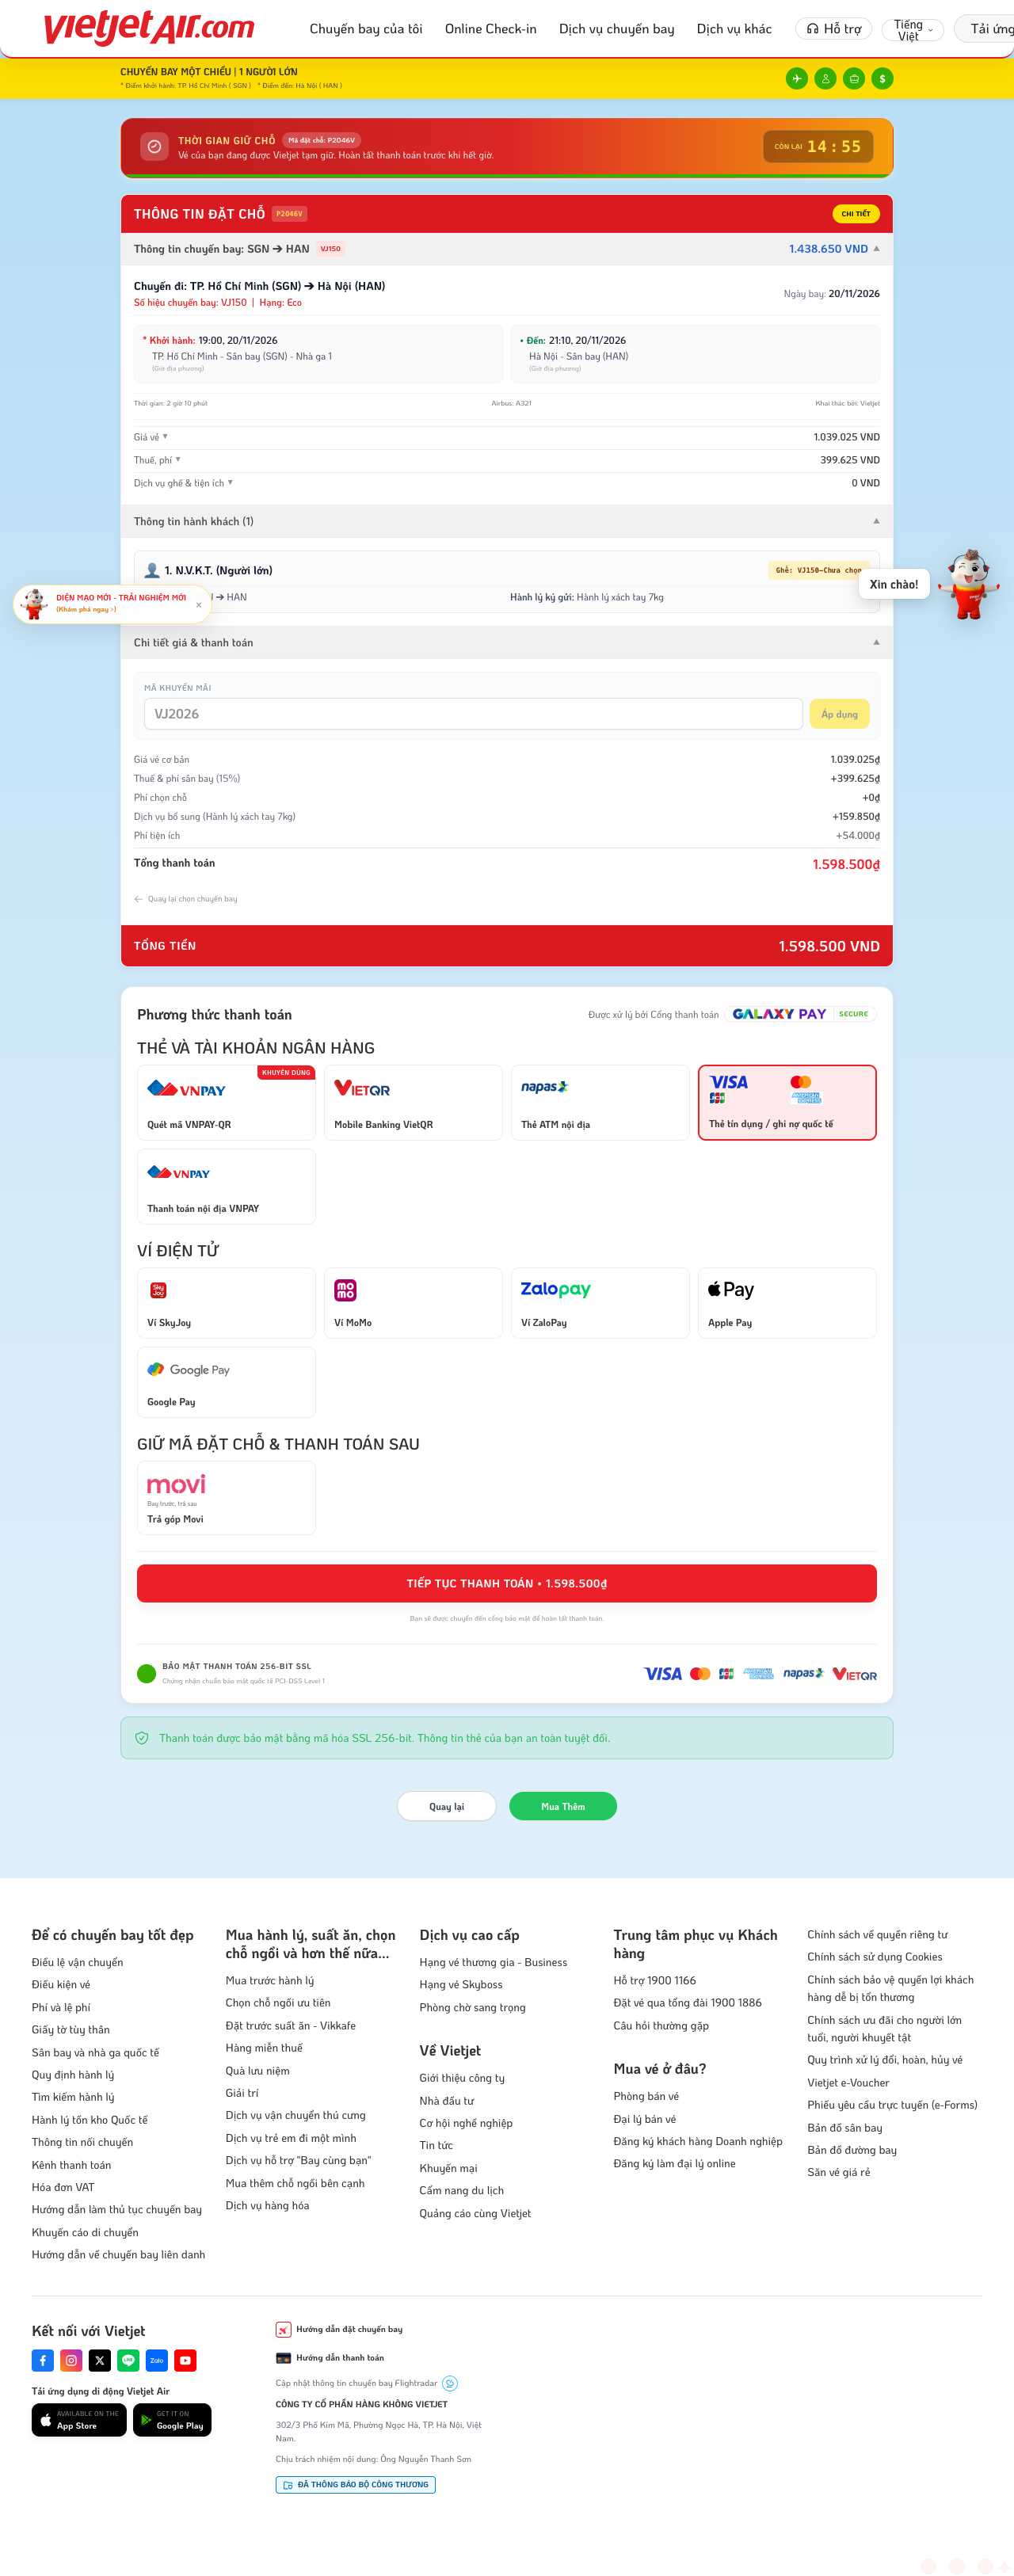 vietjetAir.com
Chuyến bay của tôi
Online Check-in
Dịch vụ chuyến bay
Dịch vụ khác
Hỗ trợ
Tiếng Việt
Tải ứng
CHUYẾN BAY MỘT CHIỀU | 1 NGƯỜI LỚN
* Điểm khởi hành: TP. Hồ Chí Minh ( SGN ) * Điểm đến: Hà Nội ( HAN )
THỜI GIAN GIỮ CHỖ
Mã đặt chỗ: P2046V
Vé của bạn đang được Vietjet tạm giữ. Hoàn tất thanh toán trước khi hết giờ.
CÒN LẠI 14 : 55
THÔNG TIN ĐẶT CHỖ P2046V
CHI TIẾT
Thông tin chuyến bay: SGN ➔ HAN VJ150
1.438.650 VND ▲
Chuyến đi: TP. Hồ Chí Minh (SGN) ➔ Hà Nội (HAN)
Số hiệu chuyến bay: VJ150 | Hạng: Eco
Ngày bay: 20/11/2026
* Khởi hành: 19:00, 20/11/2026
TP. Hồ Chí Minh - Sân bay (SGN) - Nhà ga 1
(Giờ địa phương)
• Đến: 21:10, 20/11/2026
Hà Nội - Sân bay (HAN)
(Giờ địa phương)
Thời gian: 2 giờ 10 phút
Airbus: A321
Khai thác bởi: Vietjet
Giá vé ▼ 1.039.025 VND
Thuế, phí ▼ 399.625 VND
Dịch vụ ghế & tiện ích ▼ 0 VND
Thông tin hành khách (1) ▲
1. N.V.K.T. (Người lớn)
Ghế: VJ150–Chưa chọn
➔ HAN
Hành lý ký gửi: Hành lý xách tay 7kg
DIỆN MẠO MỚI - TRẢI NGHIỆM MỚI
(Khám phá ngay >)
×
Xin chào!
Chi tiết giá & thanh toán ▲
MÃ KHUYẾN MÃI
VJ2026
Áp dụng
Giá vé cơ bản 1.039.025₫
Thuế & phí sân bay (15%) +399.625₫
Phí chọn chỗ +0₫
Dịch vụ bổ sung (Hành lý xách tay 7kg) +159.850₫
Phí tiện ích +54.000₫
Tổng thanh toán 1.598.500₫
Quay lại chọn chuyến bay
TỔNG TIỀN 1.598.500 VND
Phương thức thanh toán
Được xử lý bởi Cổng thanh toán GALAXY PAY SECURE
THẺ VÀ TÀI KHOẢN NGÂN HÀNG
KHUYÊN DÙNG
VNPAY
Quét mã VNPAY-QR
VIETQR
Mobile Banking VietQR
napas
Thẻ ATM nội địa
VISA
JCB
AMERICAN EXPRESS
Thẻ tín dụng / ghi nợ quốc tế
VNPAY
Thanh toán nội địa VNPAY
VÍ ĐIỆN TỬ
Sky Joy
Ví SkyJoy
momo
Ví MoMo
Zalopay
Ví ZaloPay
Pay
Apple Pay
Google Pay
Google Pay
GIỮ MÃ ĐẶT CHỖ & THANH TOÁN SAU
movi
Bay trước, trả sau
Trả góp Movi
TIẾP TỤC THANH TOÁN • 1.598.500₫
Bạn sẽ được chuyển đến cổng bảo mật để hoàn tất thanh toán.
BẢO MẬT THANH TOÁN 256-BIT SSL
Chứng nhận chuẩn bảo mật quốc tế PCI-DSS Level 1
VISA
JCB
AMERICAN EXPRESS
napas
VIETQR
Thanh toán được bảo mật bằng mã hóa SSL 256-bit. Thông tin thẻ của bạn an toàn tuyệt đối.
Quay lại
Mua Thêm
Để có chuyến bay tốt đẹp
Điều lệ vận chuyển
Điều kiện vé
Phí và lệ phí
Giấy tờ tùy thân
Sân bay và nhà ga quốc tế
Quy định hành lý
Tìm kiếm hành lý
Hành lý tồn kho Quốc tế
Thông tin nối chuyến
Kênh thanh toán
Hóa đơn VAT
Hướng dẫn làm thủ tục chuyến bay
Khuyến cáo di chuyển
Hướng dẫn về chuyến bay liên danh
Mua hành lý, suất ăn, chọn
chỗ ngồi và hơn thế nữa...
Mua trước hành lý
Chọn chỗ ngồi ưu tiên
Đặt trước suất ăn - Vikkafe
Hàng miễn thuế
Quà lưu niệm
Giải trí
Dịch vụ vận chuyển thú cưng
Dịch vụ trẻ em đi một mình
Dịch vụ hỗ trợ "Bay cùng bạn"
Mua thêm chỗ ngồi bên cạnh
Dịch vụ hàng hóa
Dịch vụ cao cấp
Hạng vé thương gia - Business
Hạng vé Skyboss
Phòng chờ sang trọng
Về Vietjet
Giới thiệu công ty
Nhà đầu tư
Cơ hội nghề nghiệp
Tin tức
Khuyến mại
Cẩm nang du lịch
Quảng cáo cùng Vietjet
Trung tâm phục vụ Khách
hàng
Hỗ trợ 1900 1166
Đặt vé qua tổng đài 1900 1886
Câu hỏi thường gặp
Mua vé ở đâu?
Phòng bán vé
Đại lý bán vé
Đăng ký khách hàng Doanh nghiệp
Đăng ký làm đại lý online
Chính sách về quyền riêng tư
Chính sách sử dụng Cookies
Chính sách bảo vệ quyền lợi khách
hàng dễ bị tổn thương
Chính sách ưu đãi cho người lớn
tuổi, người khuyết tật
Quy trình xử lý đổi, hoàn, hủy vé
Vietjet e-Voucher
Phiếu yêu cầu trực tuyến (e-Forms)
Bản đồ sân bay
Bản đồ đường bay
Săn vé giá rẻ
Kết nối với Vietjet
Zalo
Tải ứng dụng di động Vietjet Air
AVAILABLE ON THE
App Store
GET IT ON
Google Play
Hướng dẫn đặt chuyến bay
Hướng dẫn thanh toán
Cập nhật thông tin chuyến bay Flightradar
CÔNG TY CỔ PHẦN HÀNG KHÔNG VIETJET
302/3 Phố Kim Mã, Phường Ngọc Hà, TP. Hà Nội, Việt
Nam.
Chịu trách nhiệm nội dung: Ông Nguyễn Thanh Sơn
ĐÃ THÔNG BÁO BỘ CÔNG THƯƠNG